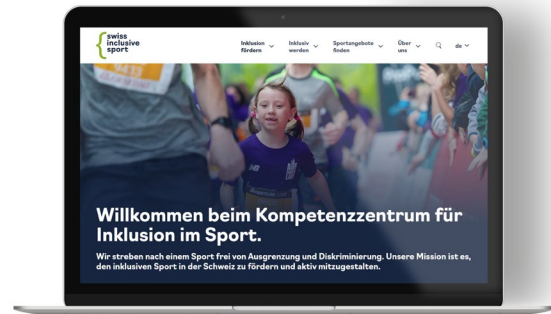 swiss
inclusive
sport
Inklusion
fördern
Inklusiv
werden
Sportangebote
finden
Über
uns
de
Willkommen beim Kompetenzzentrum für
Inklusion im Sport.
Wir streben nach einem Sport frei von Ausgrenzung und Diskriminierung. Unsere Mission ist es,
den inklusiven Sport in der Schweiz zu fördern und aktiv mitzugestalten.